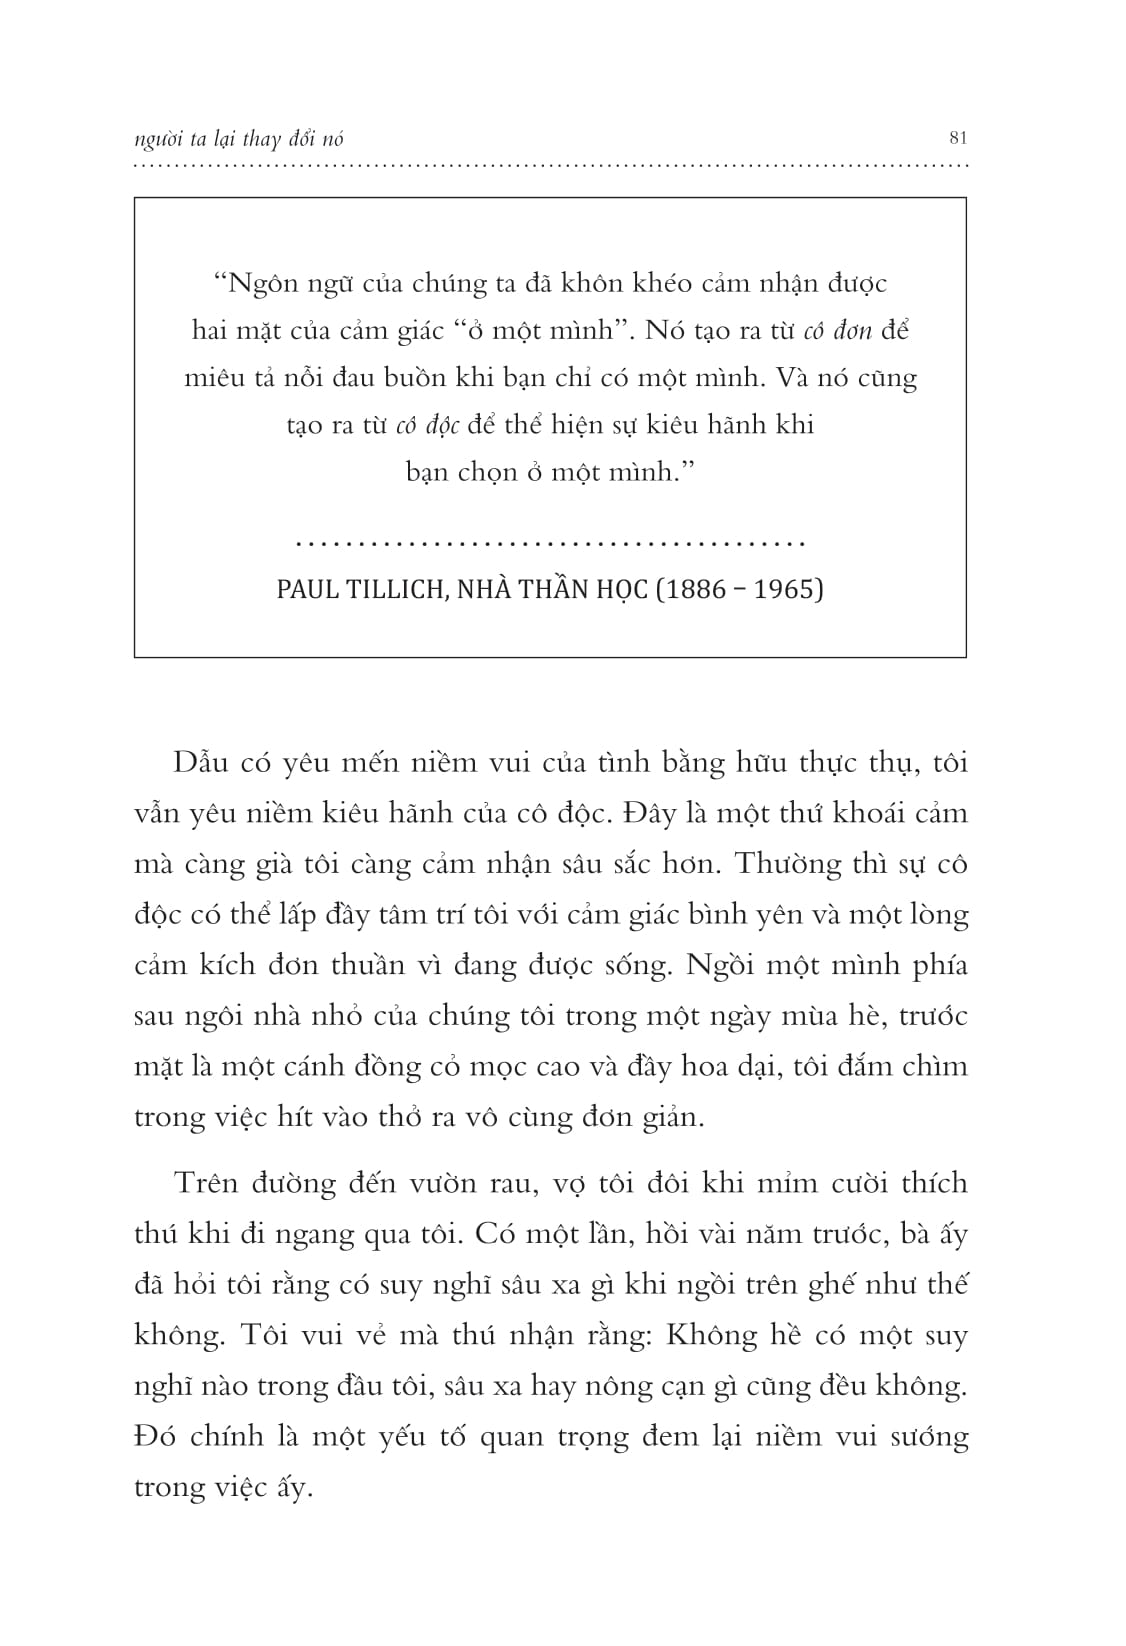 người ta lại thay đổi nó 81
“Ngôn ngữ của chúng ta đã khôn khéo cảm nhận được
hai mặt của cảm giác “ở một mình”. Nó tạo ra từ cô đơn để
miêu tả nỗi đau buồn khi bạn chỉ có một mình. Và nó cũng
tạo ra từ cô độc để thể hiện sự kiêu hãnh khi
bạn chọn ở một mình.”
PAUL TILLICH, NHÀ THẦN HỌC (1886 – 1965)
Dẫu có yêu mến niềm vui của tình bằng hữu thực thụ, tôi
vẫn yêu niềm kiêu hãnh của cô độc. Đây là một thứ khoái cảm
mà càng già tôi càng cảm nhận sâu sắc hơn. Thường thì sự cô
độc có thể lấp đầy tâm trí tôi với cảm giác bình yên và một lòng
cảm kích đơn thuần vì đang được sống. Ngồi một mình phía
sau ngôi nhà nhỏ của chúng tôi trong một ngày mùa hè, trước
mặt là một cánh đồng cỏ mọc cao và đầy hoa dại, tôi đắm chìm
trong việc hít vào thở ra vô cùng đơn giản.
Trên đường đến vườn rau, vợ tôi đôi khi mỉm cười thích
thú khi đi ngang qua tôi. Có một lần, hồi vài năm trước, bà ấy
đã hỏi tôi rằng có suy nghĩ sâu xa gì khi ngồi trên ghế như thế
không. Tôi vui vẻ mà thú nhận rằng: Không hề có một suy
nghĩ nào trong đầu tôi, sâu xa hay nông cạn gì cũng đều không.
Đó chính là một yếu tố quan trọng đem lại niềm vui sướng
trong việc ấy.